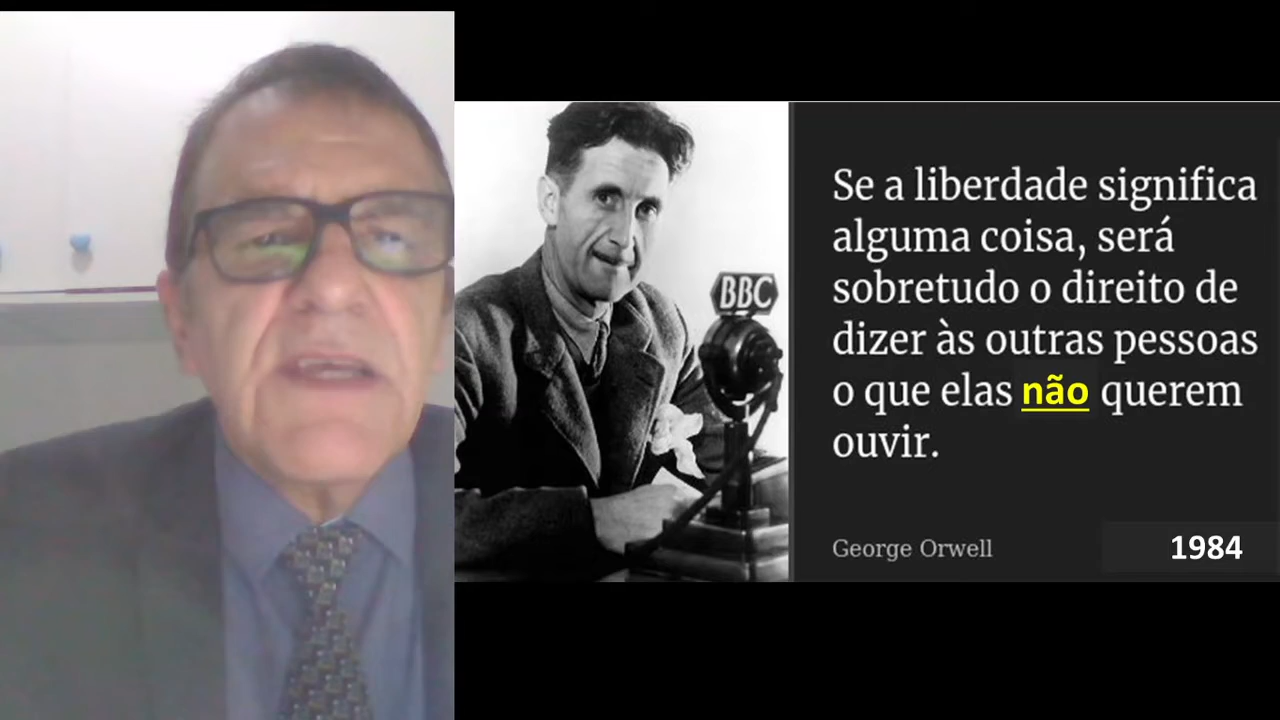 BBC
Se a liberdade significa
alguma coisa, será
sobretudo o direito de
dizer às outras pessoas
o que elas não querem
ouvir.
George Orwell
1984